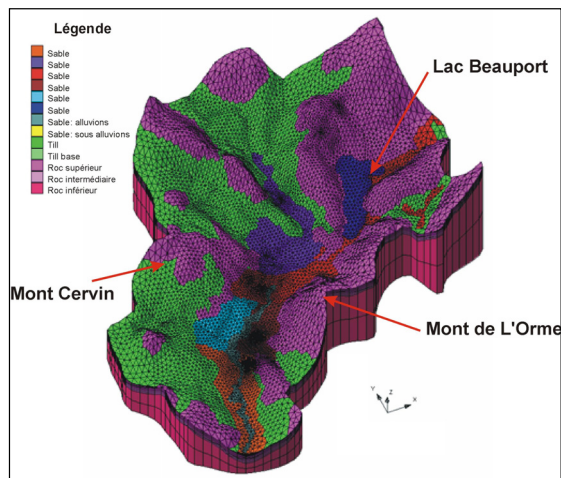 Légende
Sable
Sable
Sable
Sable
Sable
Sable
Sable: alluvions
Sable: sous alluvions
Till
Till base
Roc supérieur
Roc intermédiaire
Roc inférieur
Lac Beauport
Mont Cervin
Mont de L'Orme
Y
Z
X